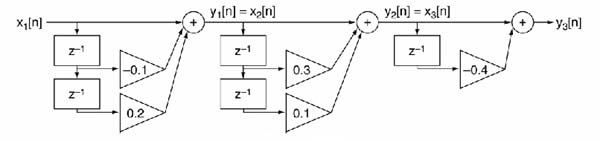 x₁[n] + y₁[n] = x₂[n] + y₂[n] = x₃[n] + y₃[n]
z⁻¹ z⁻¹ z⁻¹
−0.1 0.3 −0.4
z⁻¹ z⁻¹
0.2 0.1